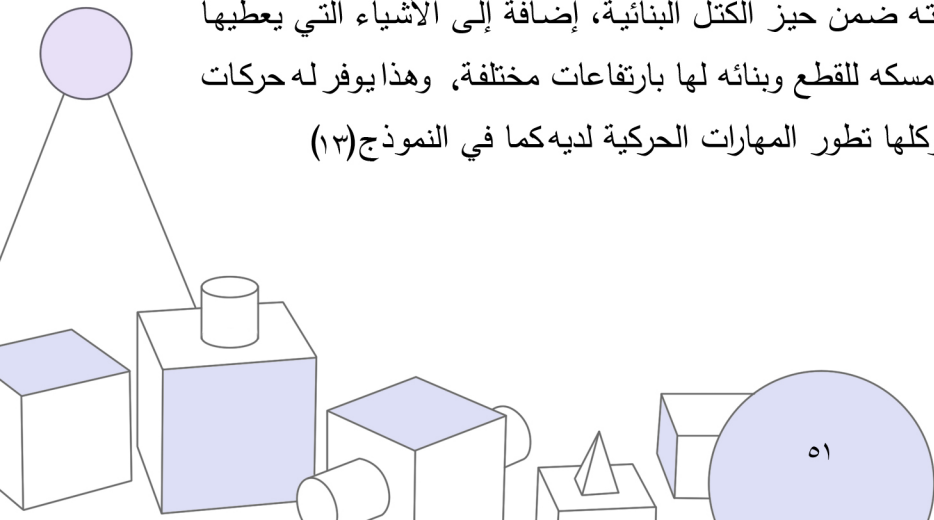 ته ضمن حيز الكتل البنائية، إضافة إلى الأشياء التي يعطيها
مسكه للقطع وبنائه لها بارتفاعات مختلفة، وهذا يوفر له حركات
وكلها تطور المهارات الحركية لديه كما في النموذج(١٣)
٥١